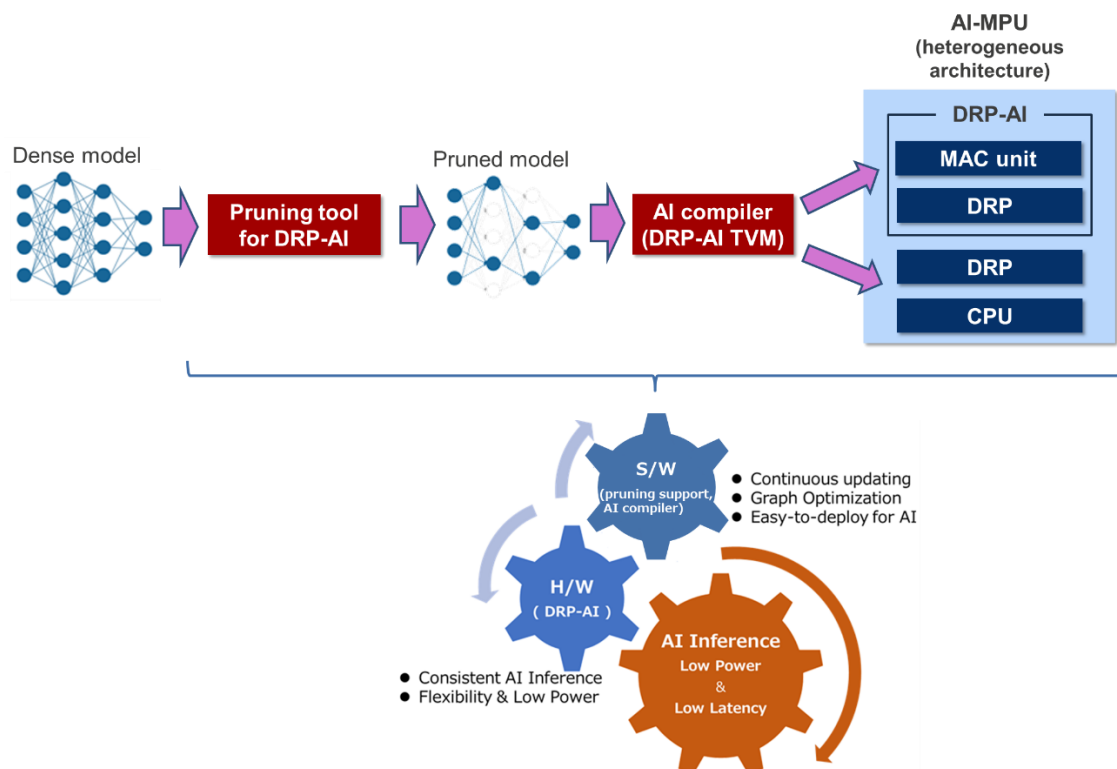 AI-MPU
(heterogeneous
architecture)
DRP-AI
MAC unit
DRP
DRP
CPU
Dense model
Pruning tool
for DRP-AI
Pruned model
AI compiler
(DRP-AI TVM)
S/W
(pruning support,
AI compiler)
● Continuous updating
● Graph Optimization
● Easy-to-deploy for AI
H/W
( DRP-AI )
● Consistent AI Inference
● Flexibility & Low Power
AI Inference
Low Power
&
Low Latency